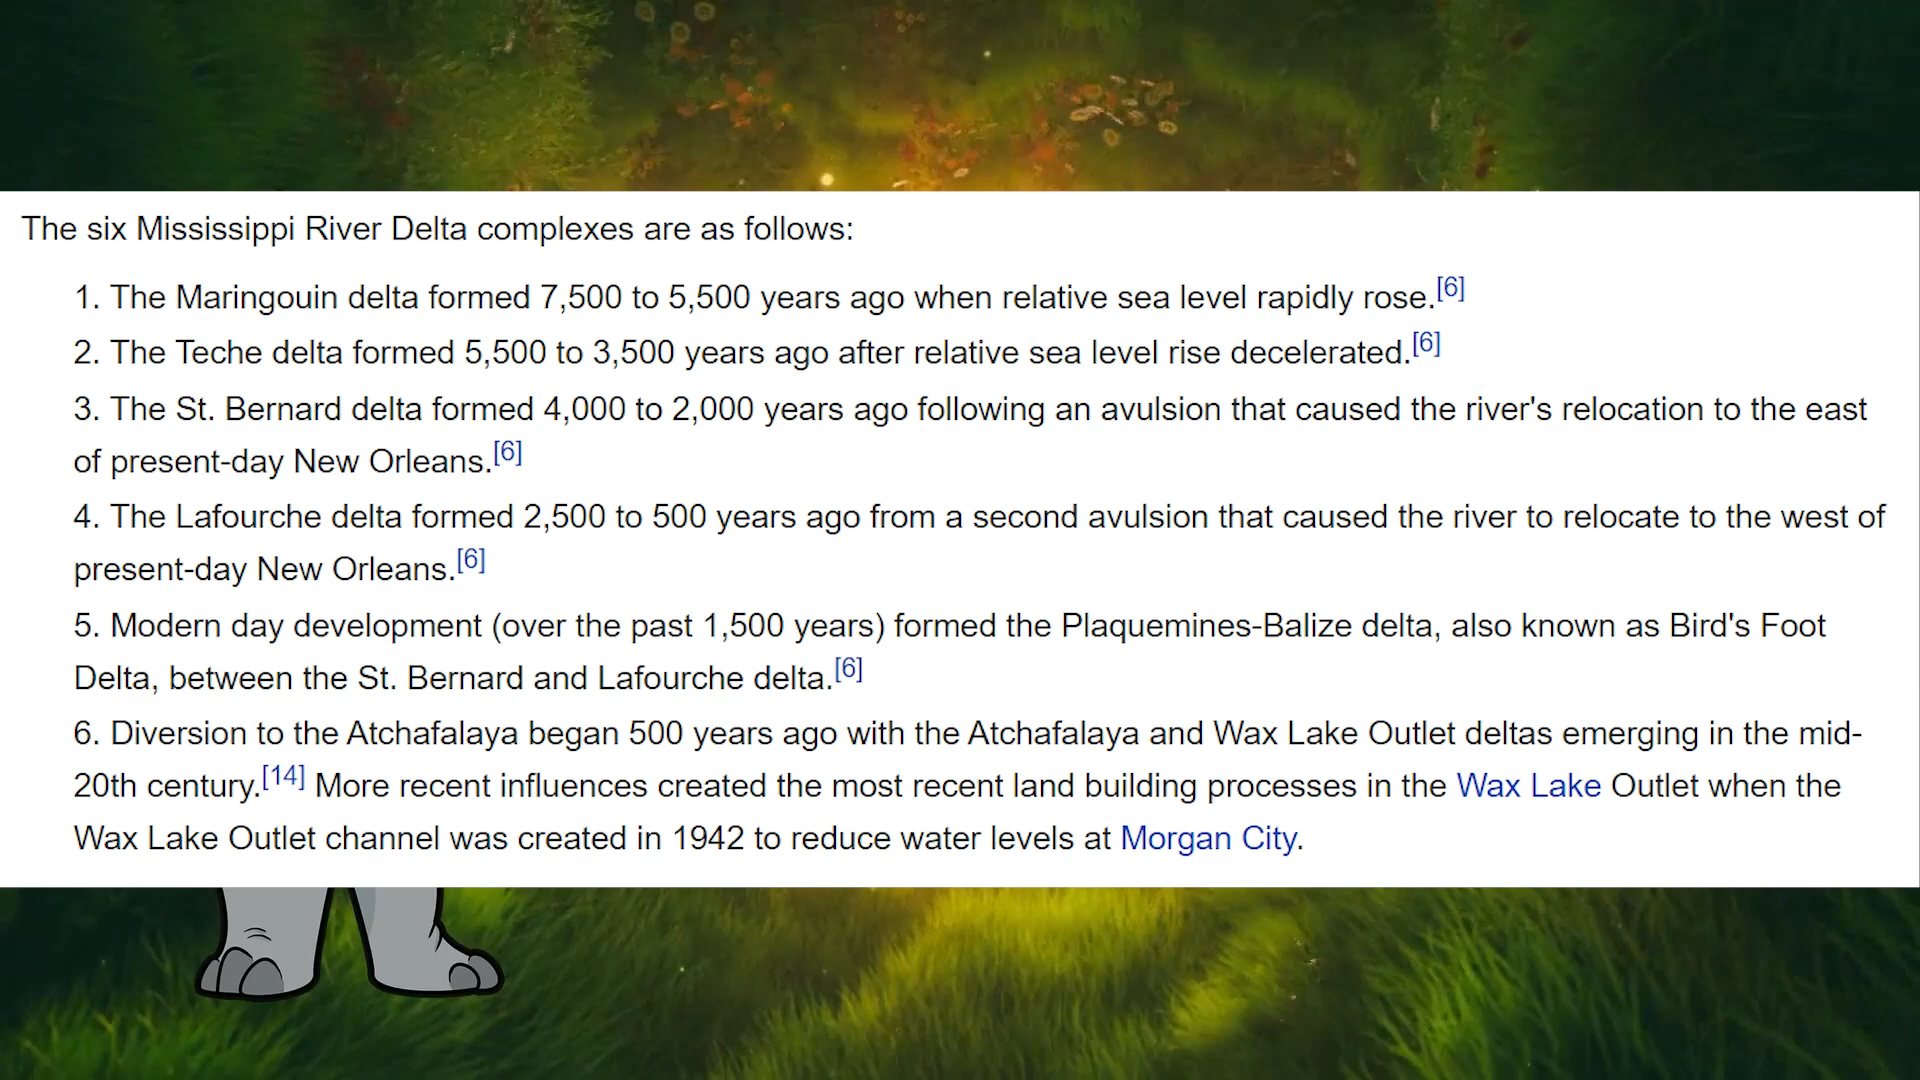 The six Mississippi River Delta complexes are as follows:
1. The Maringouin delta formed 7,500 to 5,500 years ago when relative sea level rapidly rose.[6]
2. The Teche delta formed 5,500 to 3,500 years ago after relative sea level rise decelerated.[6]
3. The St. Bernard delta formed 4,000 to 2,000 years ago following an avulsion that caused the river's relocation to the east
of present-day New Orleans.[6]
4. The Lafourche delta formed 2,500 to 500 years ago from a second avulsion that caused the river to relocate to the west of
present-day New Orleans.[6]
5. Modern day development (over the past 1,500 years) formed the Plaquemines-Balize delta, also known as Bird's Foot
Delta, between the St. Bernard and Lafourche delta.[6]
6. Diversion to the Atchafalaya began 500 years ago with the Atchafalaya and Wax Lake Outlet deltas emerging in the mid-
20th century.[14] More recent influences created the most recent land building processes in the Wax Lake Outlet when the
Wax Lake Outlet channel was created in 1942 to reduce water levels at Morgan City.